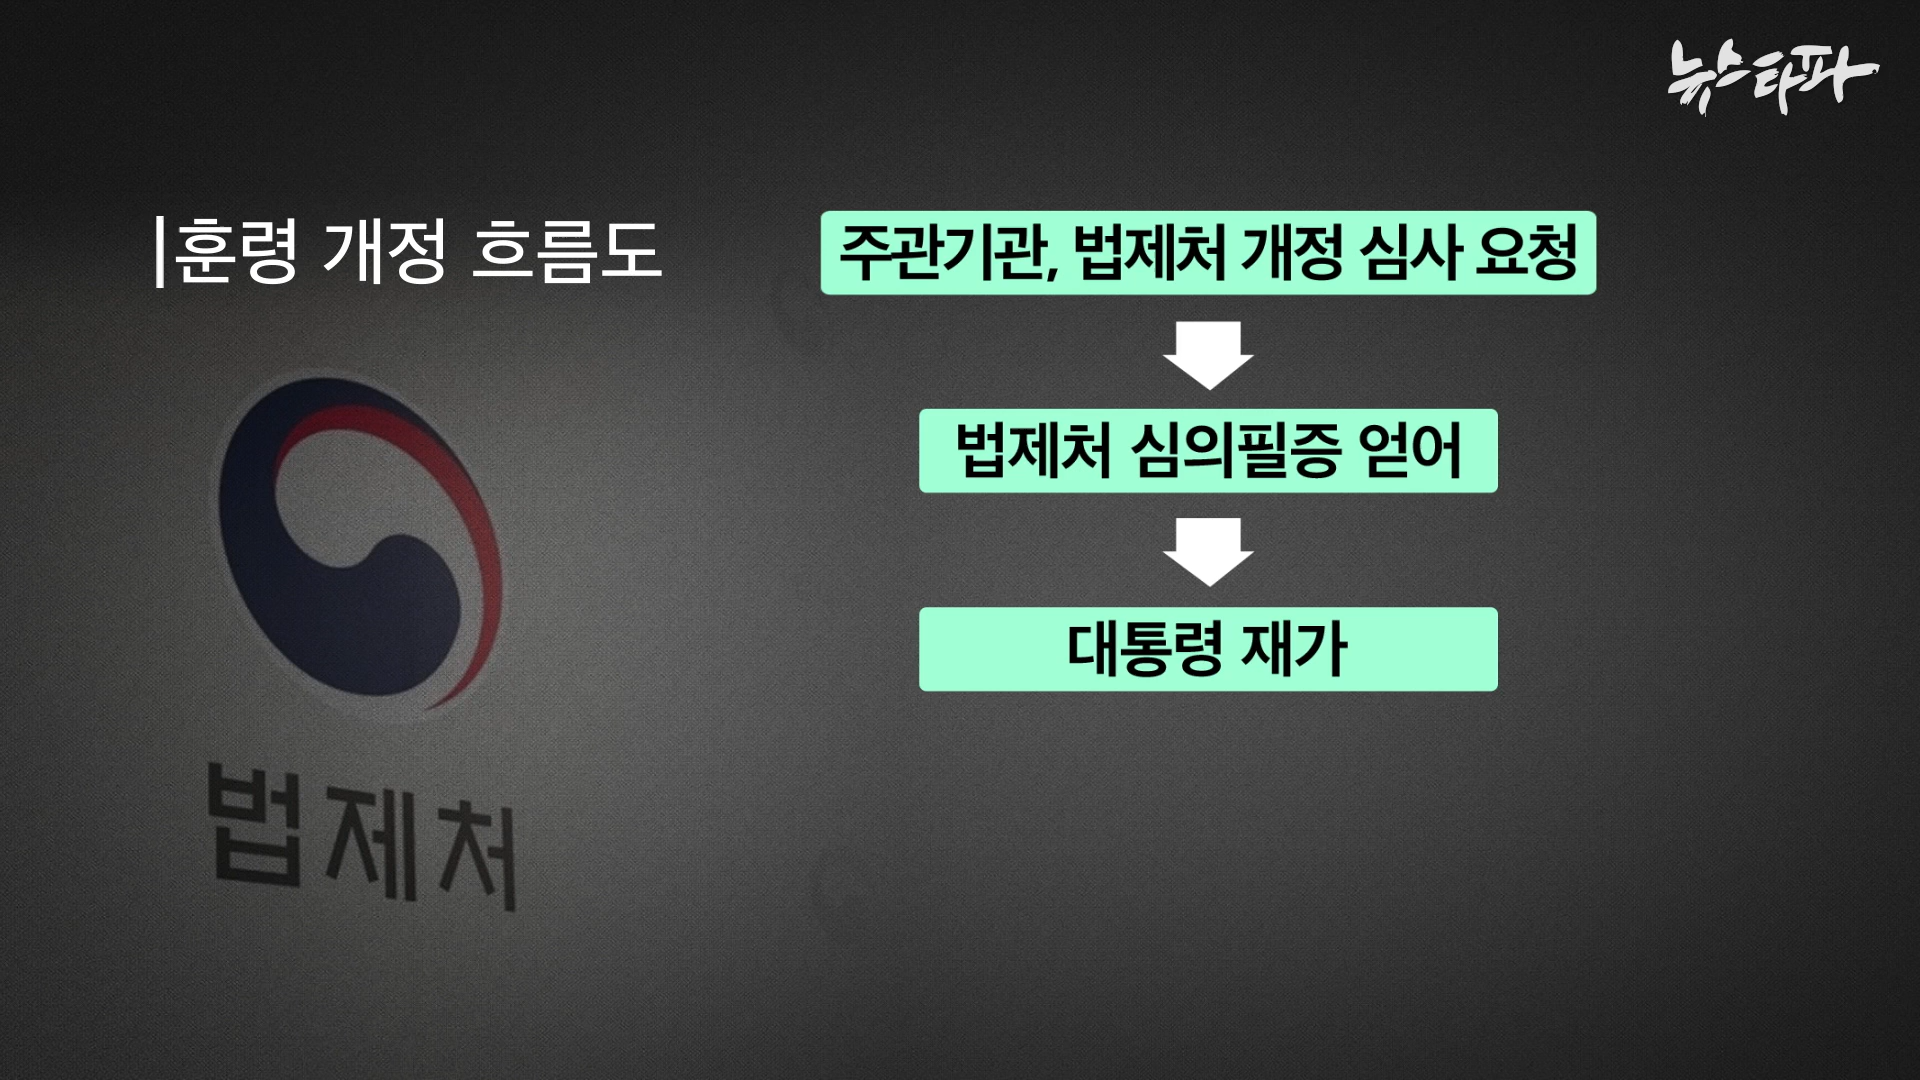 뉴스타파
|훈령 개정 흐름도
주관기관, 법제처 개정 심사 요청
법제처 심의필증 얻어
대통령 재가
법제처